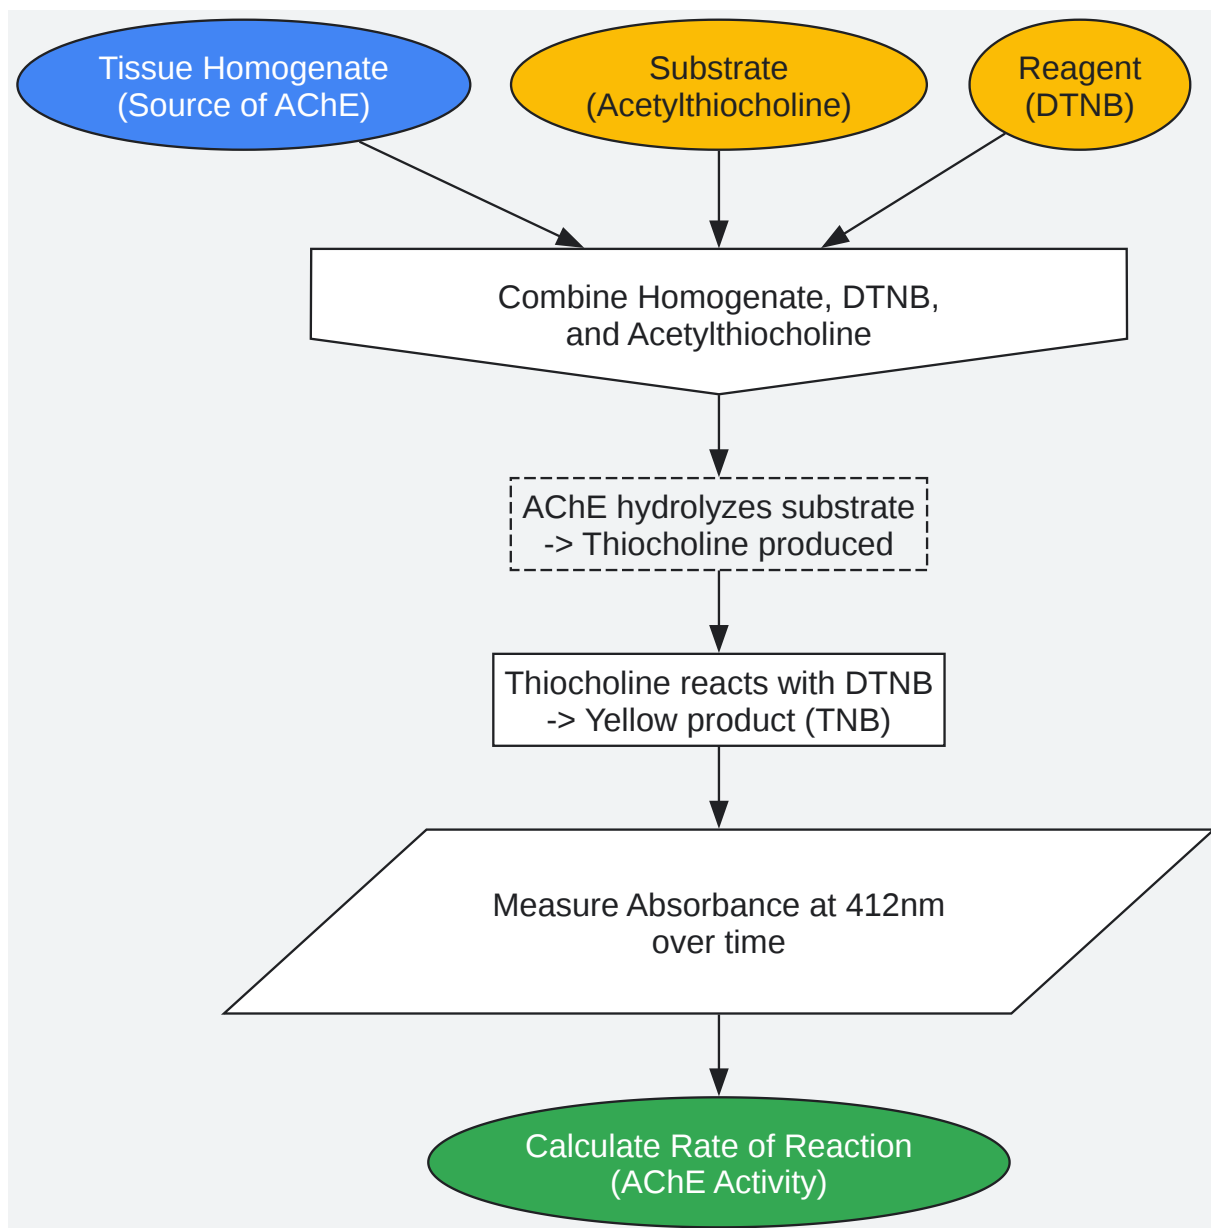 Tissue Homogenate
(Source of AChE)
Substrate
(Acetylthiocholine)
Reagent
(DTNB)
Combine Homogenate, DTNB,
and Acetylthiocholine
AChE hydrolyzes substrate
-> Thiocholine produced
Thiocholine reacts with DTNB
-> Yellow product (TNB)
Measure Absorbance at 412nm
over time
Calculate Rate of Reaction
(AChE Activity)